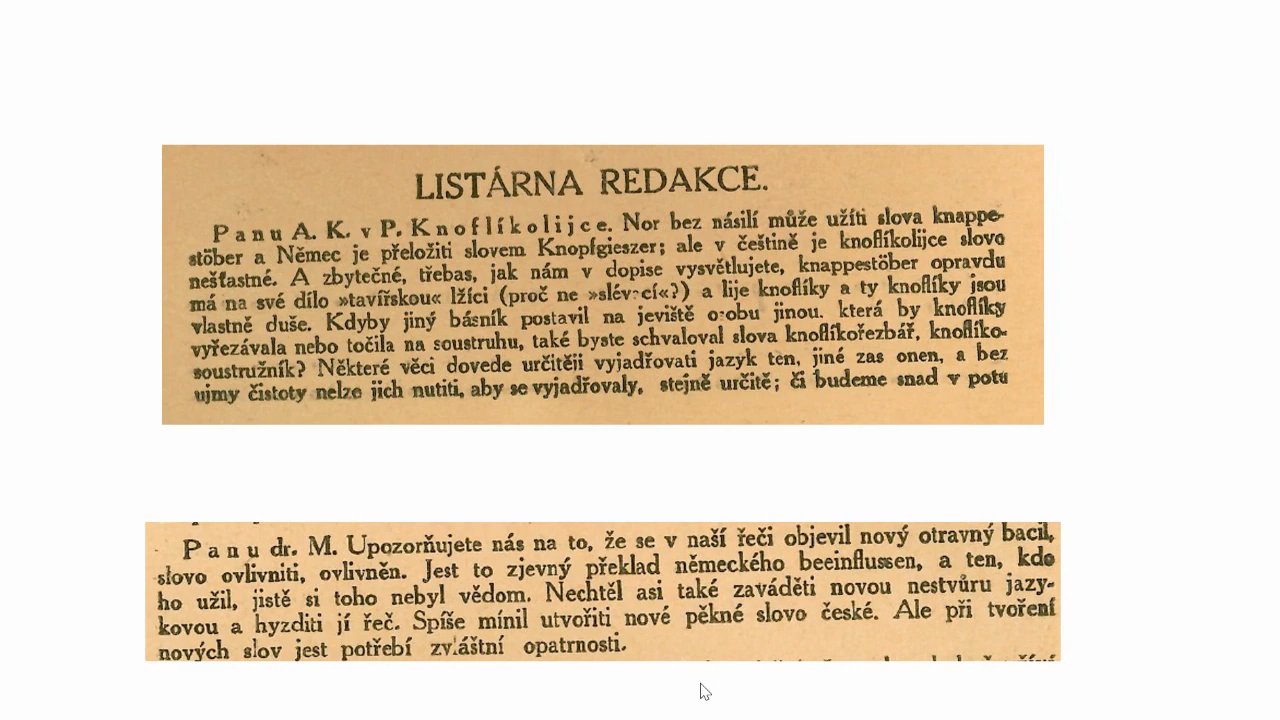 LISTÁRNA REDAKCE.
Panu A. K. v P. Knoflíkolijce. Nor bez násilí může užíti slova knappe-
stöber a Němec je přeložiti slovem Knopfgieszer; ale v češtině je knoflíkolijce slovo
nešťastné. A zbytečné, třebas, jak nám v dopise vysvětlujete, knappestöber opravdu
má na své dílo »tavířskou« lžíci (proč ne »slévačcí«?) a lije knoflíky a ty knoflíky jsou
vlastně duše. Kdyby jiný básník postavil na jeviště osobu jinou. která by knoflíky
vyřezávala nebo točila na soustruhu, také byste schvaloval slova knoflíkořezbář, knoflíko-
soustružník? Některé věci dovede určitěji vyjadřovati jazyk ten, jiné zas onen, a bez
ujmy čistoty nelze jich nutiti, aby se vyjadřovaly, stejně určitě; či budeme snad v potu
Panu dr. M. Upozorňujete nás na to, že se v naší řeči objevil nový otravný bacil,
slovo ovlivniti, ovlivněn. Jest to zjevný překlad německého beeinflussen, a ten, kdo
ho užil, jistě si toho nebyl vědom. Nechtěl asi také zaváděti novou nestvůru jazy-
kovou a hyzditi jí řeč. Spíše mínil utvořiti nové pěkné slovo české. Ale při tvoření
nových slov jest potřebí zvláštní opatrnosti.